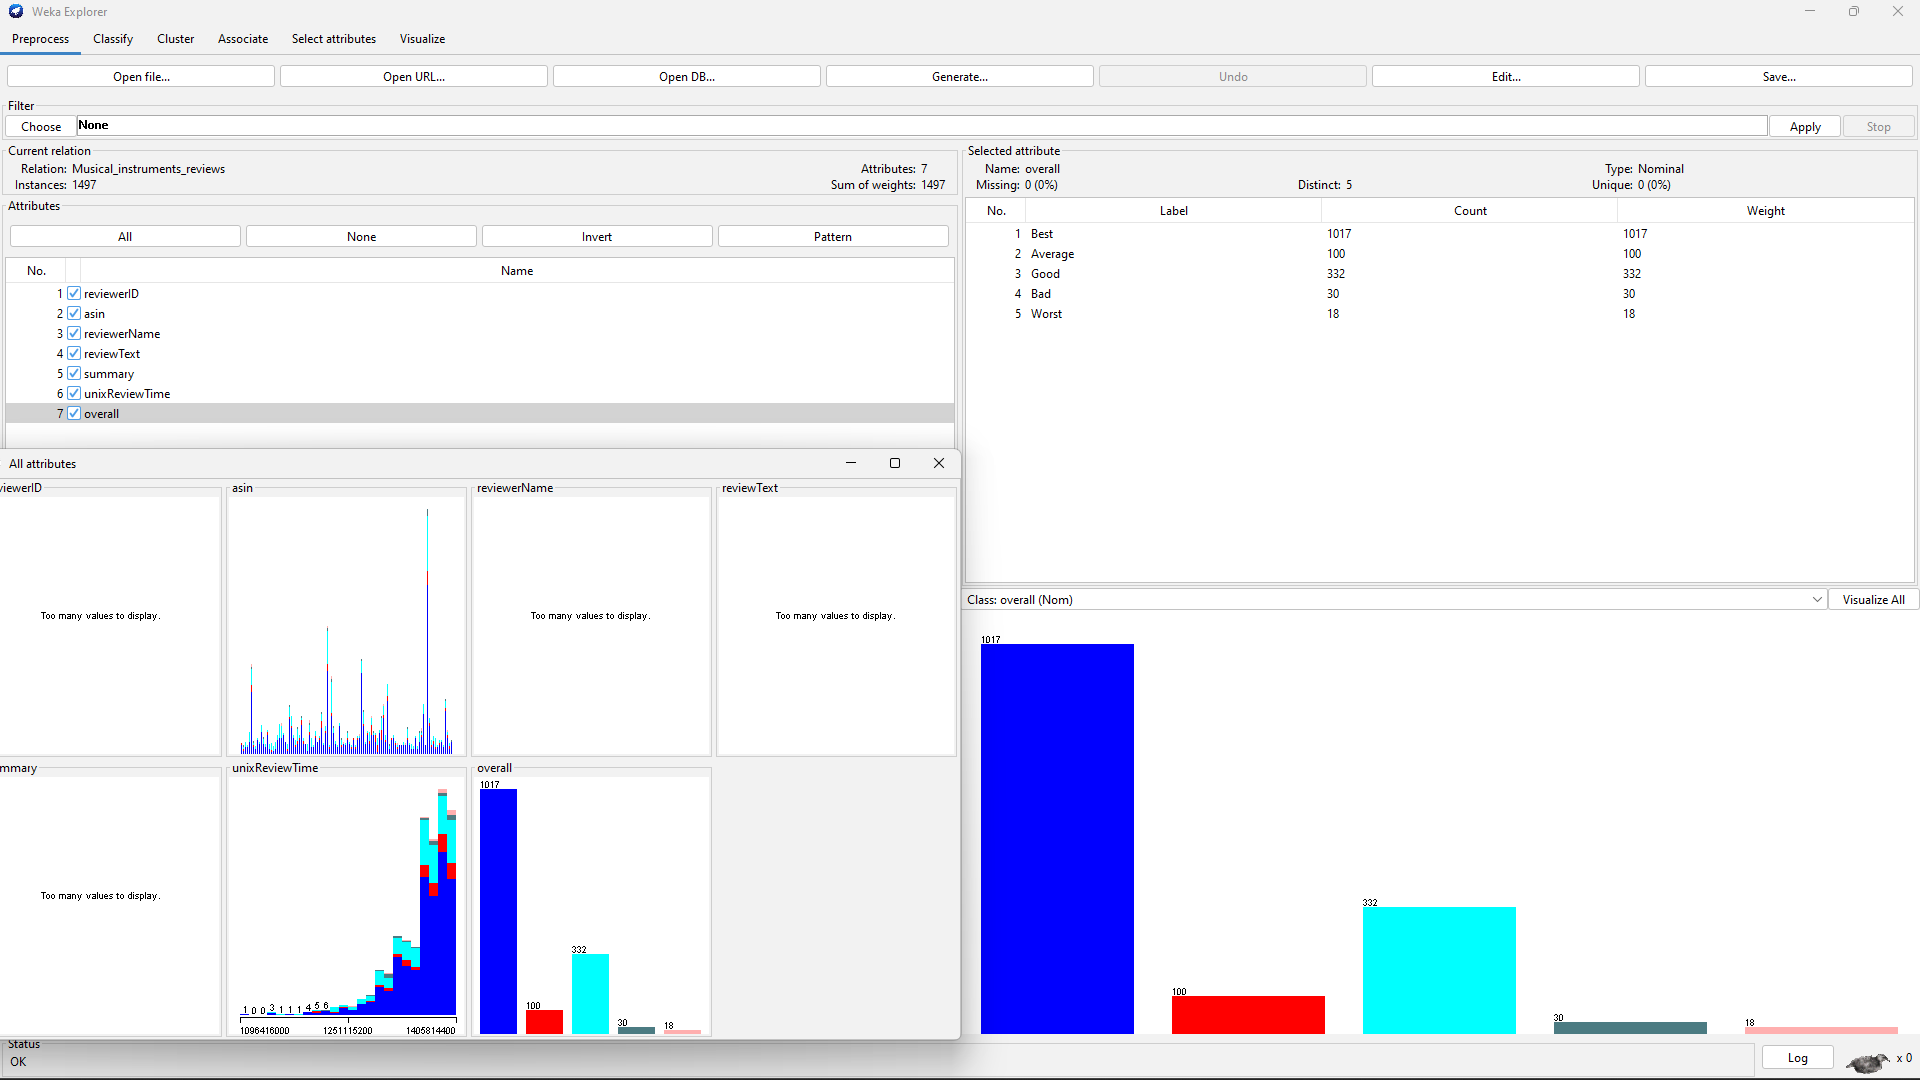 Weka Explorer
Preprocess Classify Cluster Associate Select attributes Visualize
Open file... Open URL... Open DB... Generate... Undo Edit... Save...
Filter
Choose None Apply Stop
Current relation
Relation: Musical_instruments_reviews Attributes: 7
Instances: 1497 Sum of weights: 1497
Selected attribute
Name: overall Type: Nominal
Missing: 0 (0%) Distinct: 5 Unique: 0 (0%)
Attributes
All None Invert Pattern
No. Name
1 reviewerID
2 asin
3 reviewerName
4 reviewText
5 summary
6 unixReviewTime
7 overall
No. Label Count Weight
1 Best 1017 1017
2 Average 100 100
3 Good 332 332
4 Bad 30 30
5 Worst 18 18
All attributes
viewerID asin reviewerName reviewText
Too many values to display. Too many values to display. Too many values to display.
mmary unixReviewTime overall
Too many values to display.
1 0 0 3 1 1 1 4 5 6
1096416000 1251115200 1405814400
1017
100
332
30
18
Class: overall (Nom) Visualize All
1017
100
332
30
18
Status
OK
Log x 0